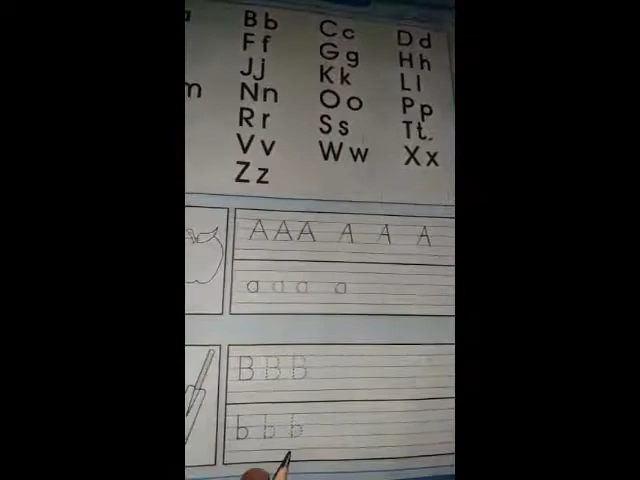 Bb Cc Dd
Ff Gg Hh
Jj Kk Ll
m Nn Oo Pp
Rr Ss Tt.
Vv Ww Xx
Zz
A A A A A A
a a a a
B B B
b b b